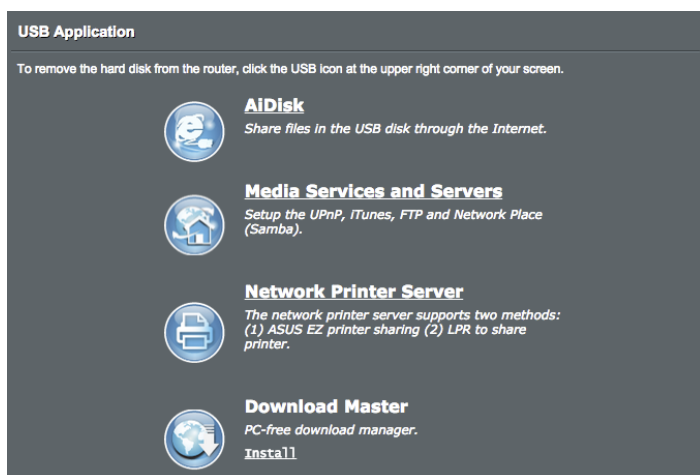 USB Application
To remove the hard disk from the router, click the USB icon at the upper right corner of your screen.
AiDisk
Share files in the USB disk through the Internet.
Media Services and Servers
Setup the UPnP, iTunes, FTP and Network Place
(Samba).
Network Printer Server
The network printer server supports two methods:
(1) ASUS EZ printer sharing (2) LPR to share
printer.
Download Master
PC-free download manager.
Install